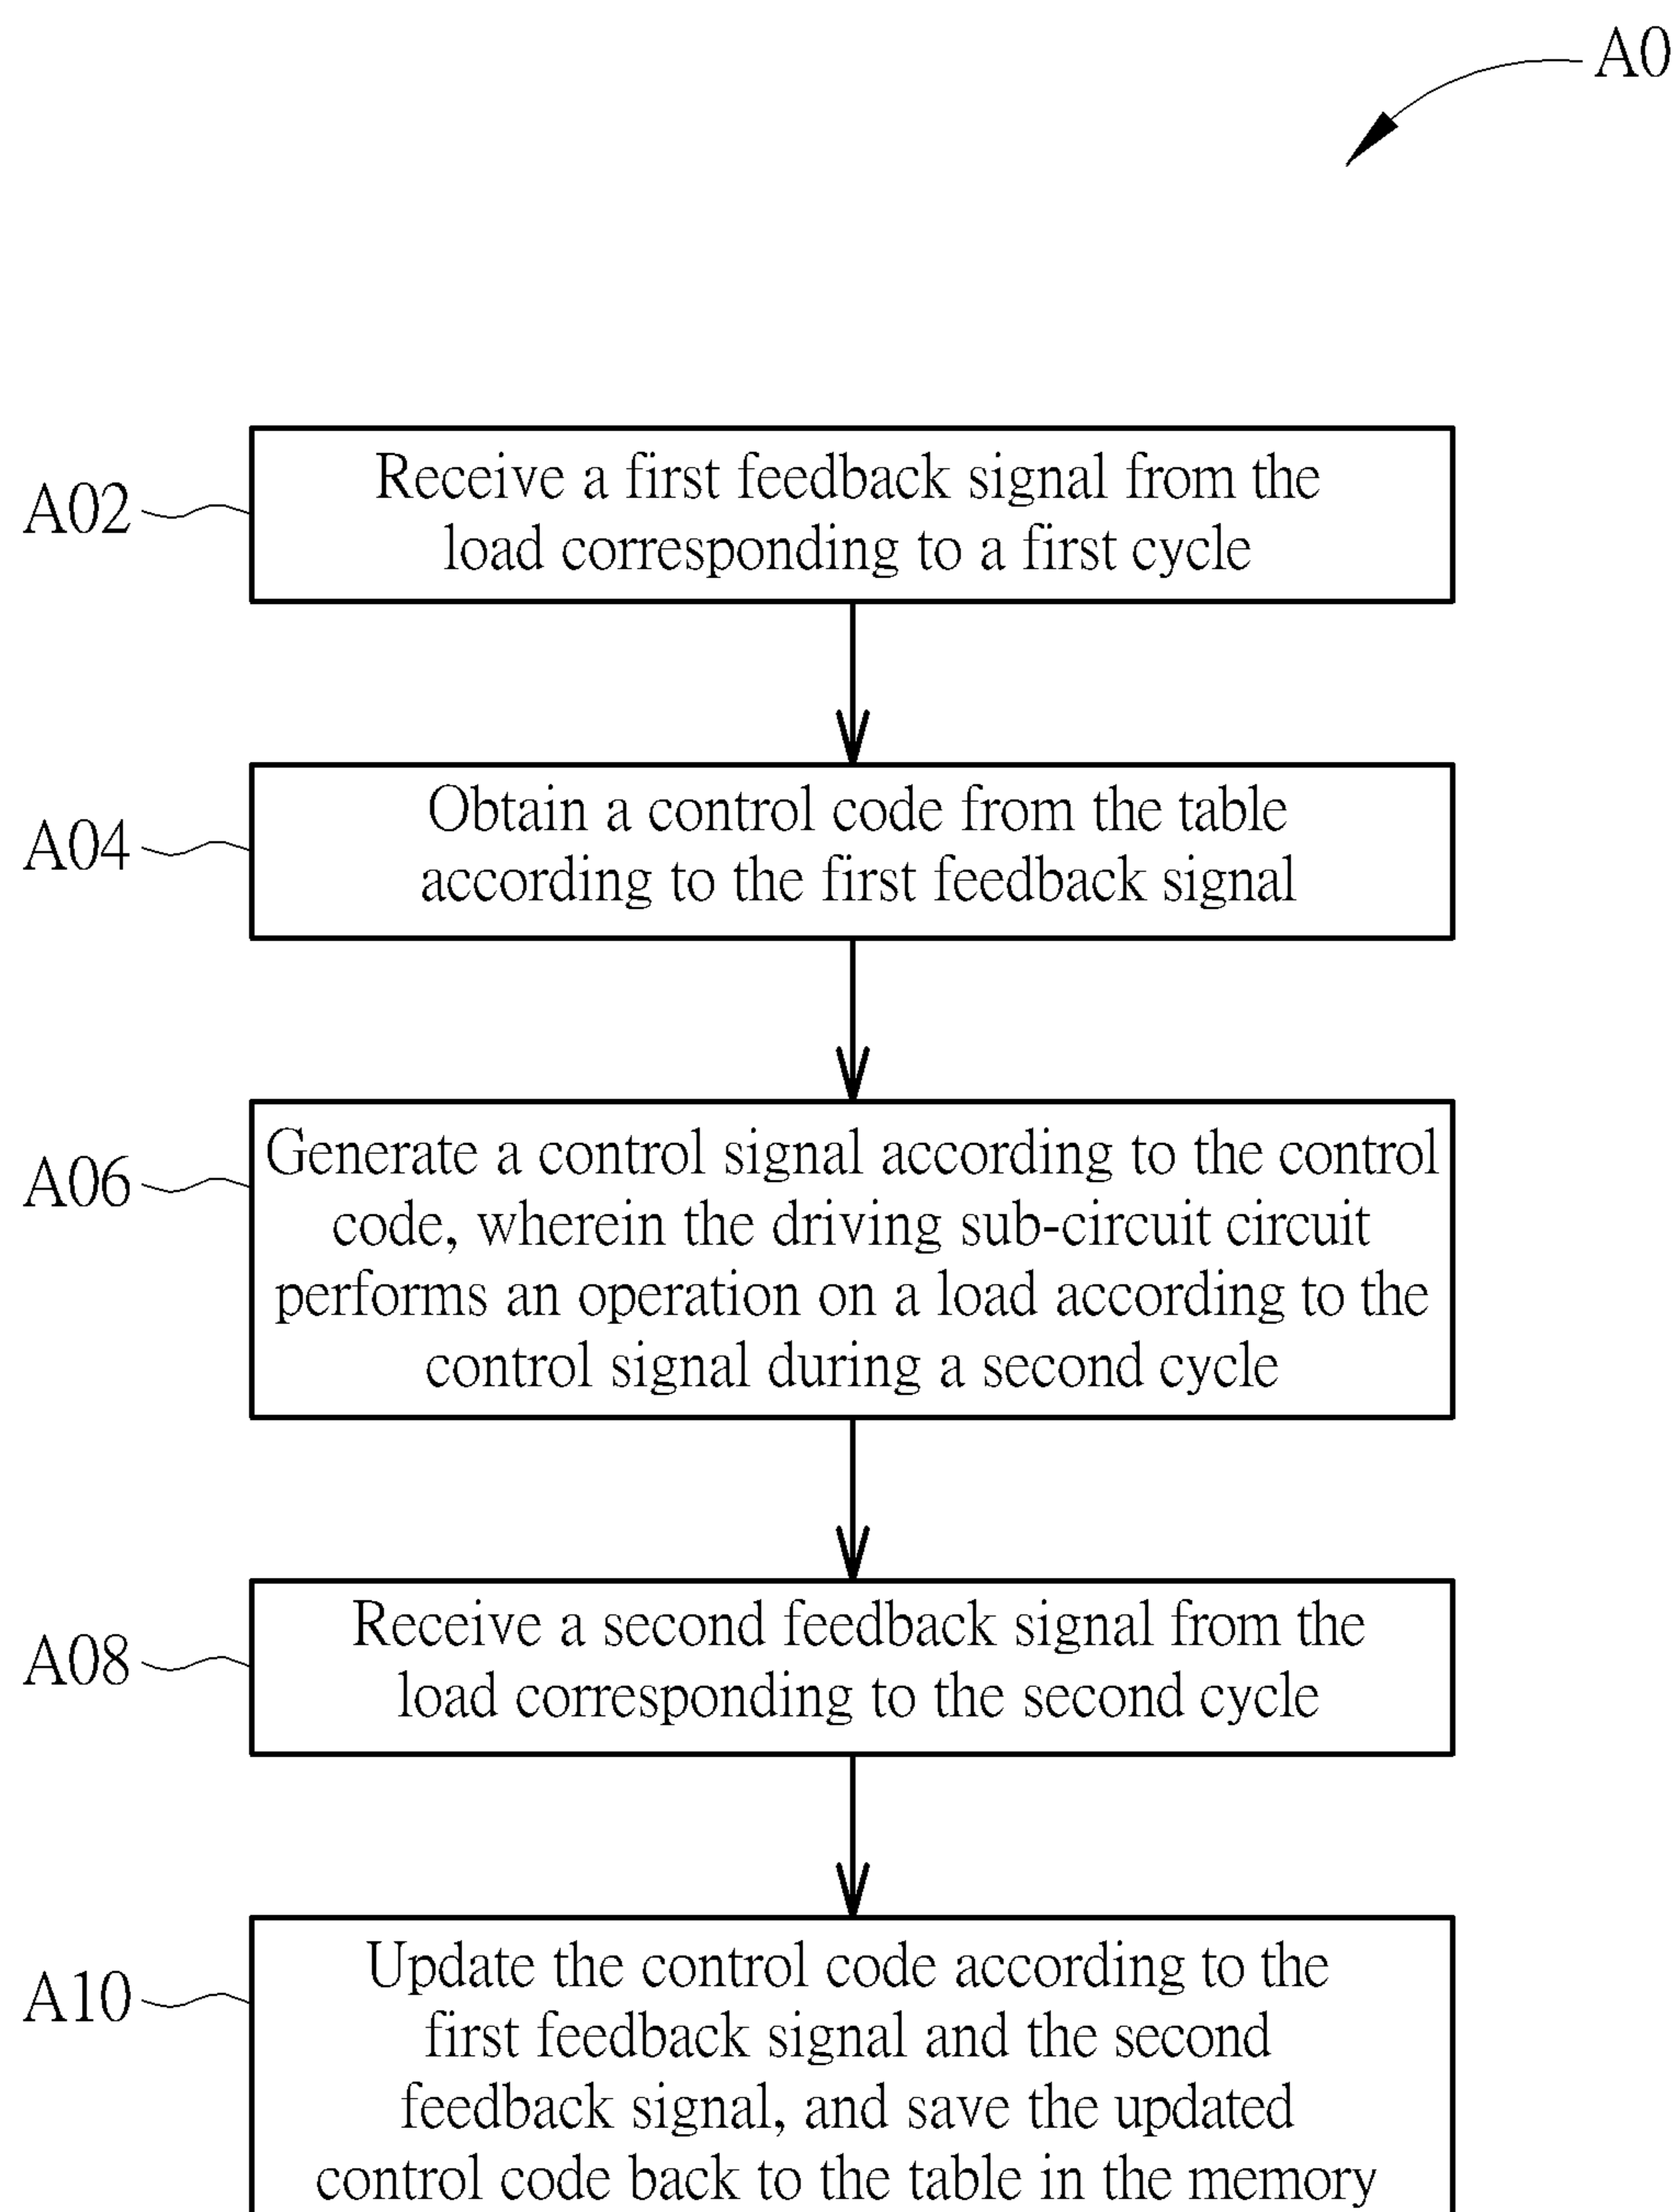 A0
A02
Receive a first feedback signal from the
load corresponding to a first cycle
A04
Obtain a control code from the table
according to the first feedback signal
A06
Generate a control signal according to the control
code, wherein the driving sub-circuit circuit
performs an operation on a load according to the
control signal during a second cycle
A08
Receive a second feedback signal from the
load corresponding to the second cycle
A10
Update the control code according to the
first feedback signal and the second
feedback signal, and save the updated
control code back to the table in the memory